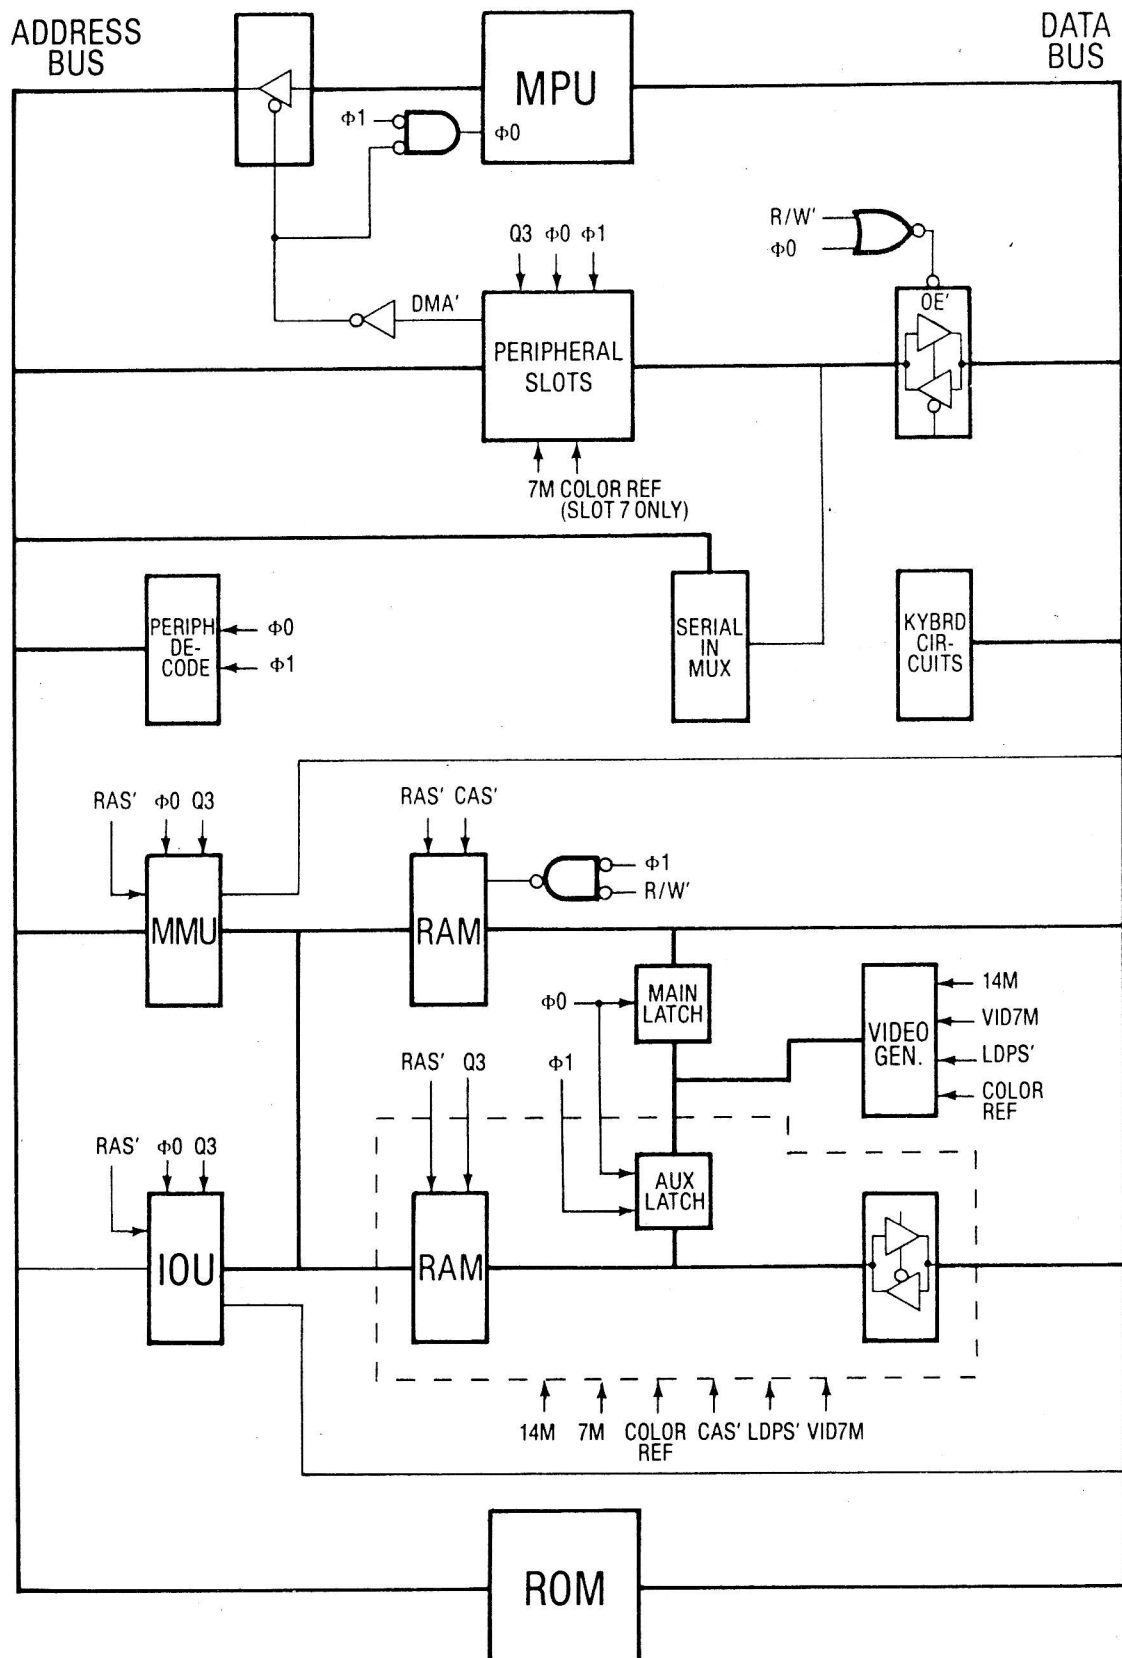 ADDRESS
BUS
DATA
BUS
MPU
Φ1
Φ0
R/W'
Φ0
Q3 Φ0 Φ1
OE'
DMA'
PERIPHERAL
SLOTS
7M COLOR REF
(SLOT 7 ONLY)
PERIPH
DE-
CODE
Φ0
Φ1
SERIAL
IN
MUX
KYBRD
CIR-
CUITS
RAS' Φ0 Q3
RAS' CAS'
Φ1
R/W'
MMU
RAM
MAIN
LATCH
Φ0
VIDEO
GEN.
14M
VID7M
LDPS'
COLOR
REF
RAS' Q3
Φ1
RAS' Φ0 Q3
AUX
LATCH
IOU
RAM
14M 7M COLOR
REF
CAS' LDPS' VID7M
ROM